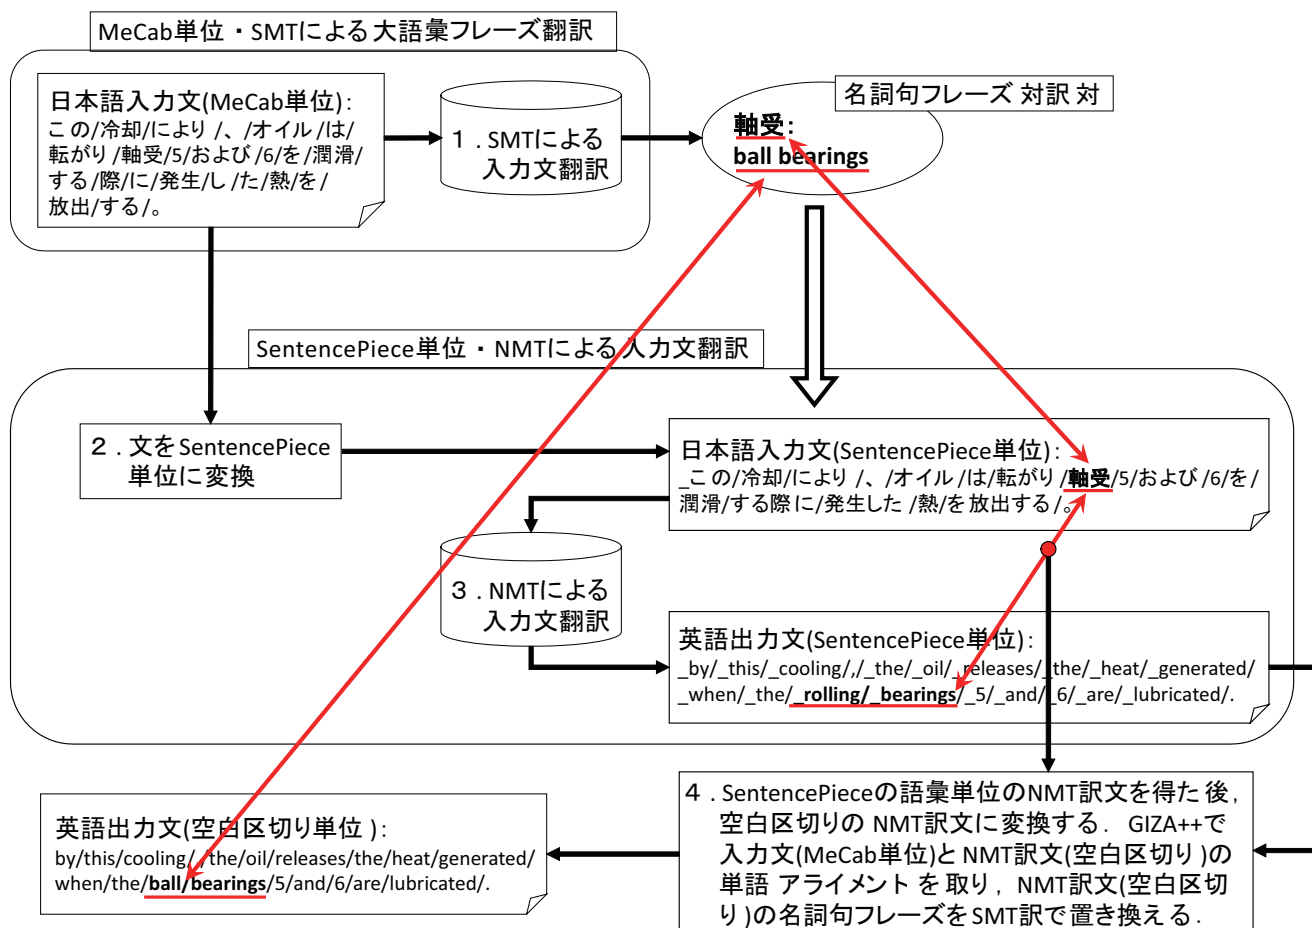 MeCab単位・SMTによる大語彙フレーズ翻訳
日本語入力文(MeCab単位):
この/冷却/により/、/オイル/は/
転がり/軸受/5/および/6/を/潤滑/
する/際/に/発生/し/た/熱/を/
放出/する/。
1.SMTによる
入力文翻訳
名詞句フレーズ 対訳 対
軸受:
ball bearings
SentencePiece単位・NMTによる入力文翻訳
2.文をSentencePiece
単位に変換
日本語入力文(SentencePiece単位):
_この/冷却/により/、/オイル/は/転がり/軸受/5/および/6/を/
潤滑/する際に/発生した/熱/を放出する/。
3.NMTによる
入力文翻訳
英語出力文(SentencePiece単位):
_by/_this/_cooling/,/_the/_oil/_releases/_the/_heat/_generated/
_when/_the/_rolling/_bearings/_5/_and/_6/_are/_lubricated/.
4.SentencePieceの語彙単位のNMT訳文を得た後,
空白区切りの NMT訳文に変換する. GIZA++で
入力文(MeCab単位)と NMT訳文(空白区切り)の
単語 アライメント を取り, NMT訳文(空白区切
り)の名詞句フレーズをSMT訳で置き換える.
英語出力文(空白区切り単位):
by/this/cooling/,/the/oil/releases/the/heat/generated/
when/the/ball/bearings/5/and/6/are/lubricated/.